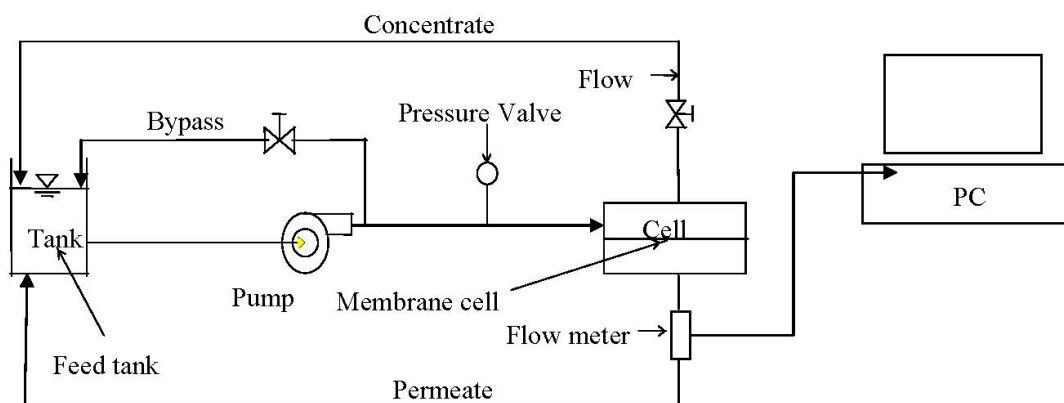 Concentrate
Flow
Bypass
Pressure Valve
PC
Tank
Cell
Pump
Membrane cell
Flow meter
Feed tank
Permeate